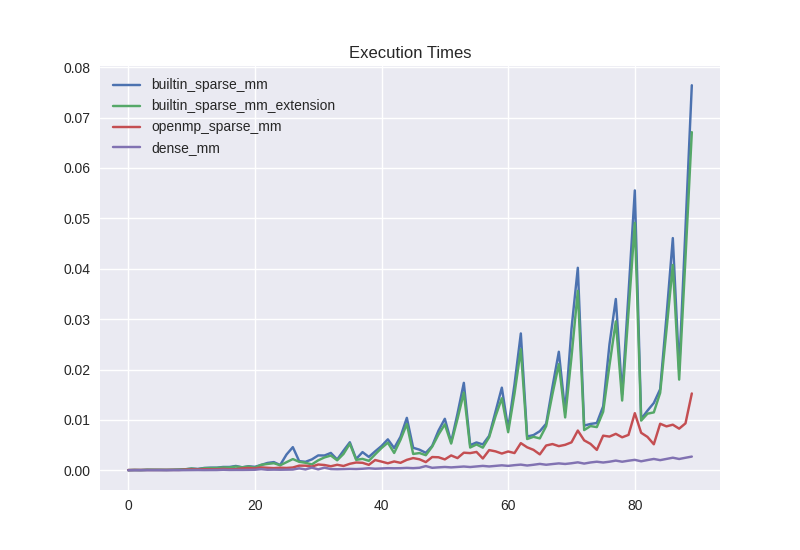 Execution Times
builtin_sparse_mm
builtin_sparse_mm_extension
openmp_sparse_mm
dense_mm
0.08
0.07
0.06
0.05
0.04
0.03
0.02
0.01
0.00
0 20 40 60 80